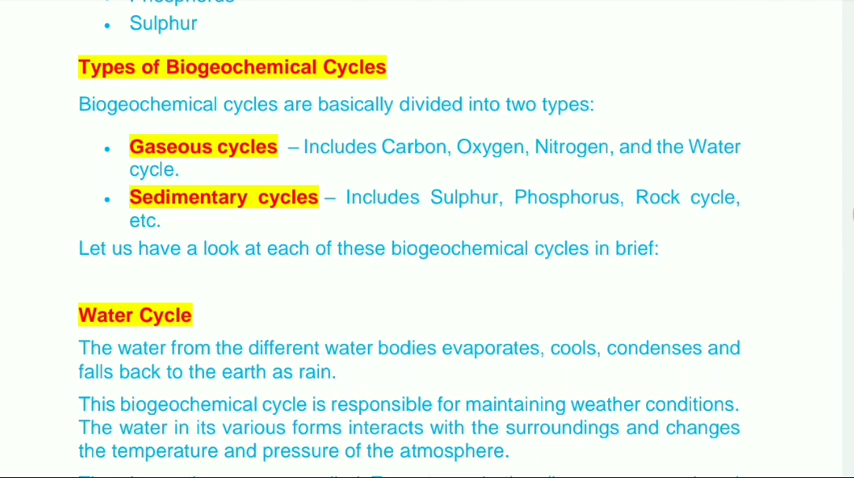 Phosphorus
• Sulphur
Types of Biogeochemical Cycles
Biogeochemical cycles are basically divided into two types:
• Gaseous cycles – Includes Carbon, Oxygen, Nitrogen, and the Water
cycle.
• Sedimentary cycles – Includes Sulphur, Phosphorus, Rock cycle,
etc.
Let us have a look at each of these biogeochemical cycles in brief:
Water Cycle
The water from the different water bodies evaporates, cools, condenses and
falls back to the earth as rain.
This biogeochemical cycle is responsible for maintaining weather conditions.
The water in its various forms interacts with the surroundings and changes
the temperature and pressure of the atmosphere.